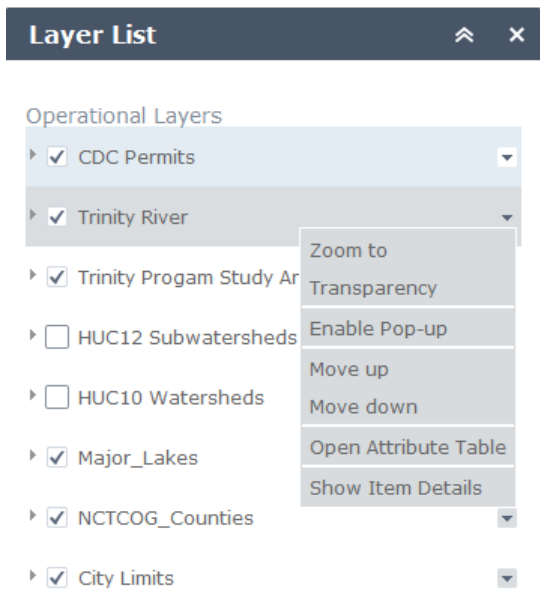 Layer List
Operational Layers
CDC Permits
Trinity River
Zoom to
Trinity Progam Study Ar
Transparency
Enable Pop-up
HUC12 Subwatersheds
Move up
HUC10 Watersheds
Move down
Open Attribute Table
Major_Lakes
Show Item Details
NCTCOG_Counties
City Limits